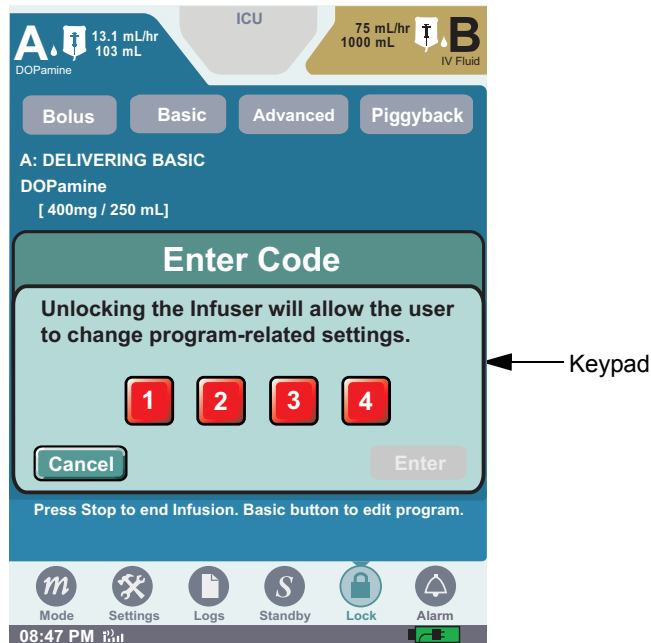 ICU
A
13.1 mL/hr
103 mL
DOPamine
75 mL/hr
1000 mL
B
IV Fluid
Bolus Basic Advanced Piggyback
A: DELIVERING BASIC
DOPamine
[ 400mg / 250 mL]
Enter Code
Unlocking the Infuser will allow the user
to change program-related settings.
Keypad
1 2 3 4
Cancel Enter
Press Stop to end Infusion. Basic button to edit program.
m S
Mode Settings Logs Standby Lock Alarm
08:47 PM